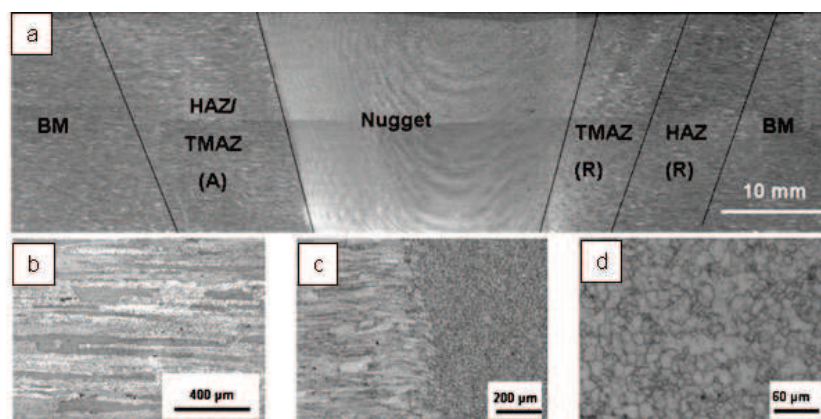 a
BM
HAZ/
TMAZ
(A)
Nugget
TMAZ
(R)
HAZ
(R)
BM
10 mm
b
400 µm
c
200 µm
d
60 µm